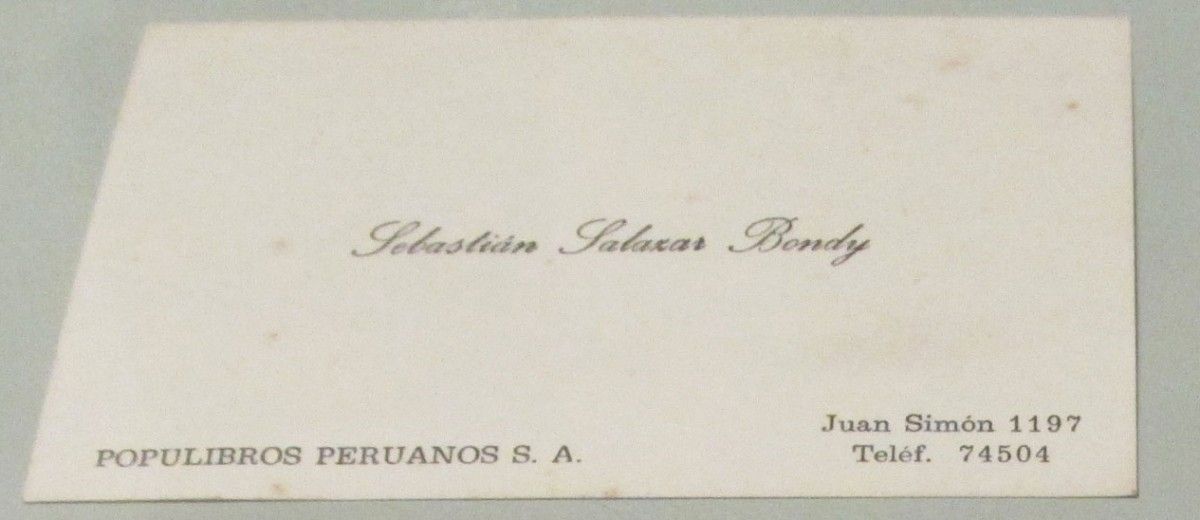 Sebastián Salazar Bondy
POPULIBROS PERUANOS S. A.
Juan Simón 1197
Teléf. 74504